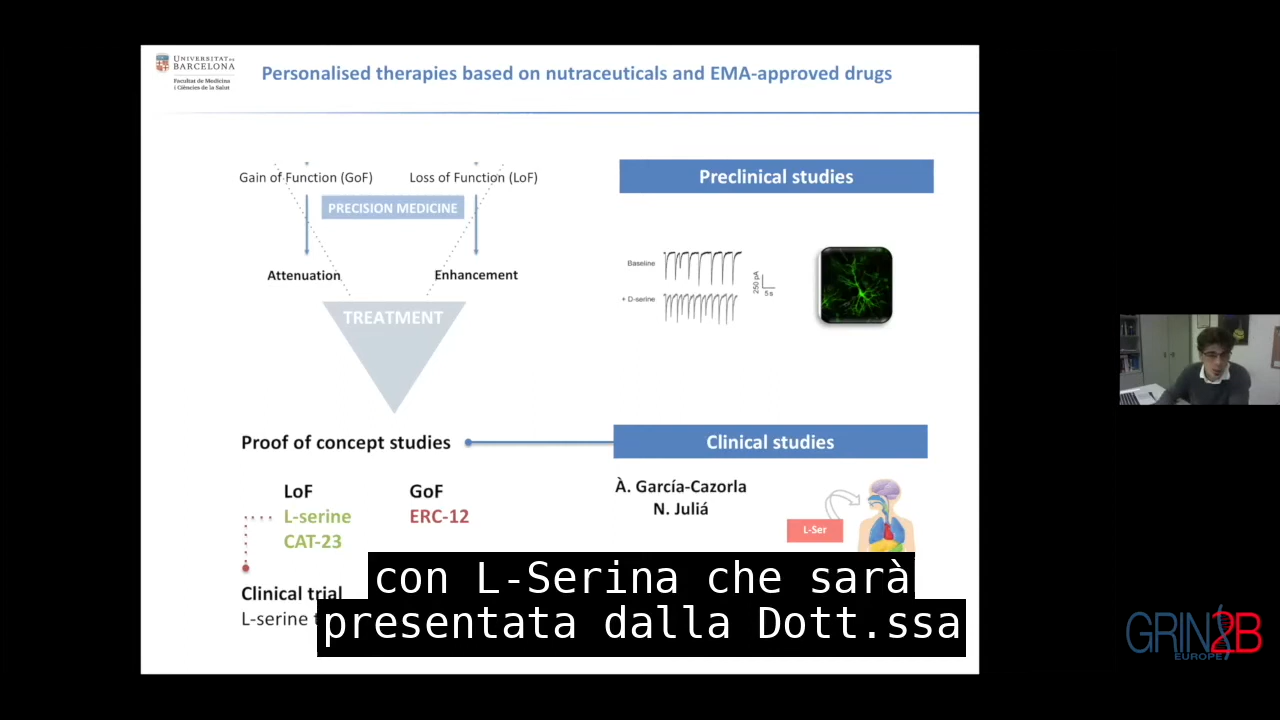 UNIVERSITAT DE
BARCELONA
Facultat de Medicina
i Ciències de la Salut
Personalised therapies based on nutraceuticals and EMA-approved drugs
Gain of Function (GoF)
Loss of Function (LoF)
PRECISION MEDICINE
Attenuation
Enhancement
TREATMENT
Preclinical studies
Baseline
+ D-serine
250 pA
5 s
Proof of concept studies
Clinical studies
LoF
GoF
L-serine
ERC-12
CAT-23
À. García-Cazorla
N. Juliá
L-Ser
Clinical trial
L-serine
con L-Serina che sarà
presentata dalla Dott.ssa
GRIN2B
EUROPE